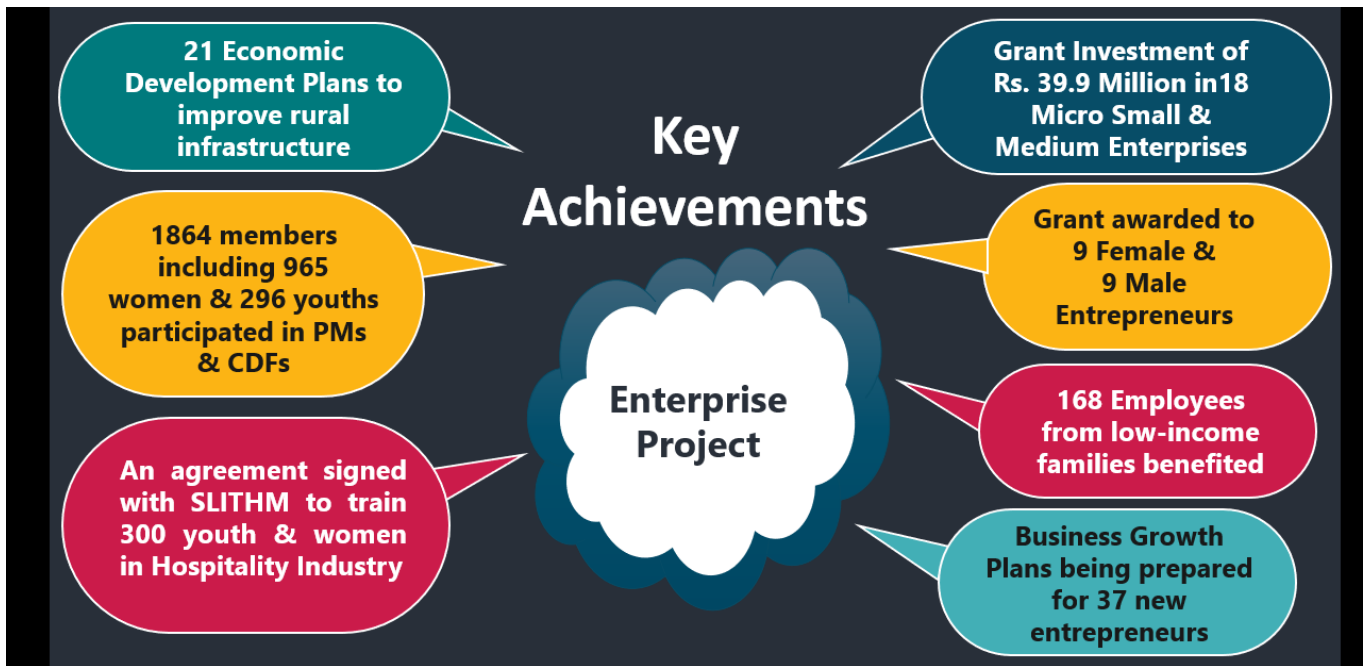 21 Economic
Development Plans to
improve rural
infrastructure
1864 members
including 965
women & 296 youths
participated in PMs
& CDFs
An agreement signed
with SLITHM to train
300 youth & women
in Hospitality Industry
Key
Achievements
Enterprise
Project
Grant Investment of
Rs. 39.9 Million in18
Micro Small &
Medium Enterprises
Grant awarded to
9 Female &
9 Male
Entrepreneurs
168 Employees
from low-income
families benefited
Business Growth
Plans being prepared
for 37 new
entrepreneurs